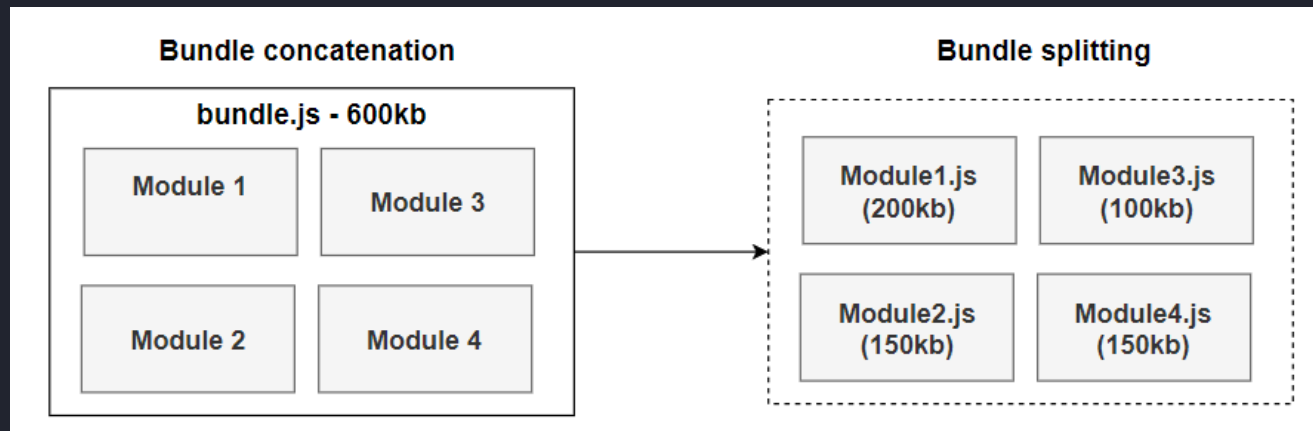 Bundle concatenation
bundle.js - 600kb
Module 1
Module 3
Module 2
Module 4
Bundle splitting
Module1.js
(200kb)
Module3.js
(100kb)
Module2.js
(150kb)
Module4.js
(150kb)